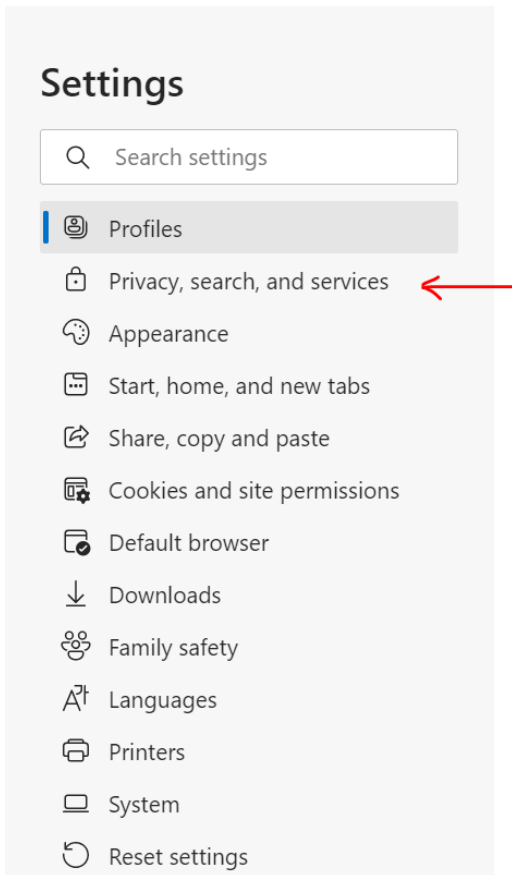 Settings
Search settings
Profiles
Privacy, search, and services
Appearance
Start, home, and new tabs
Share, copy and paste
Cookies and site permissions
Default browser
Downloads
Family safety
Languages
Printers
System
Reset settings